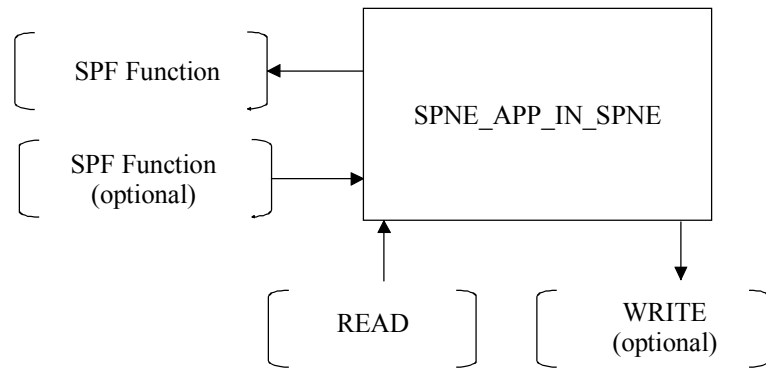 SPF Function
SPNE_APP_IN_SPNE
SPF Function
(optional)
READ
WRITE
(optional)